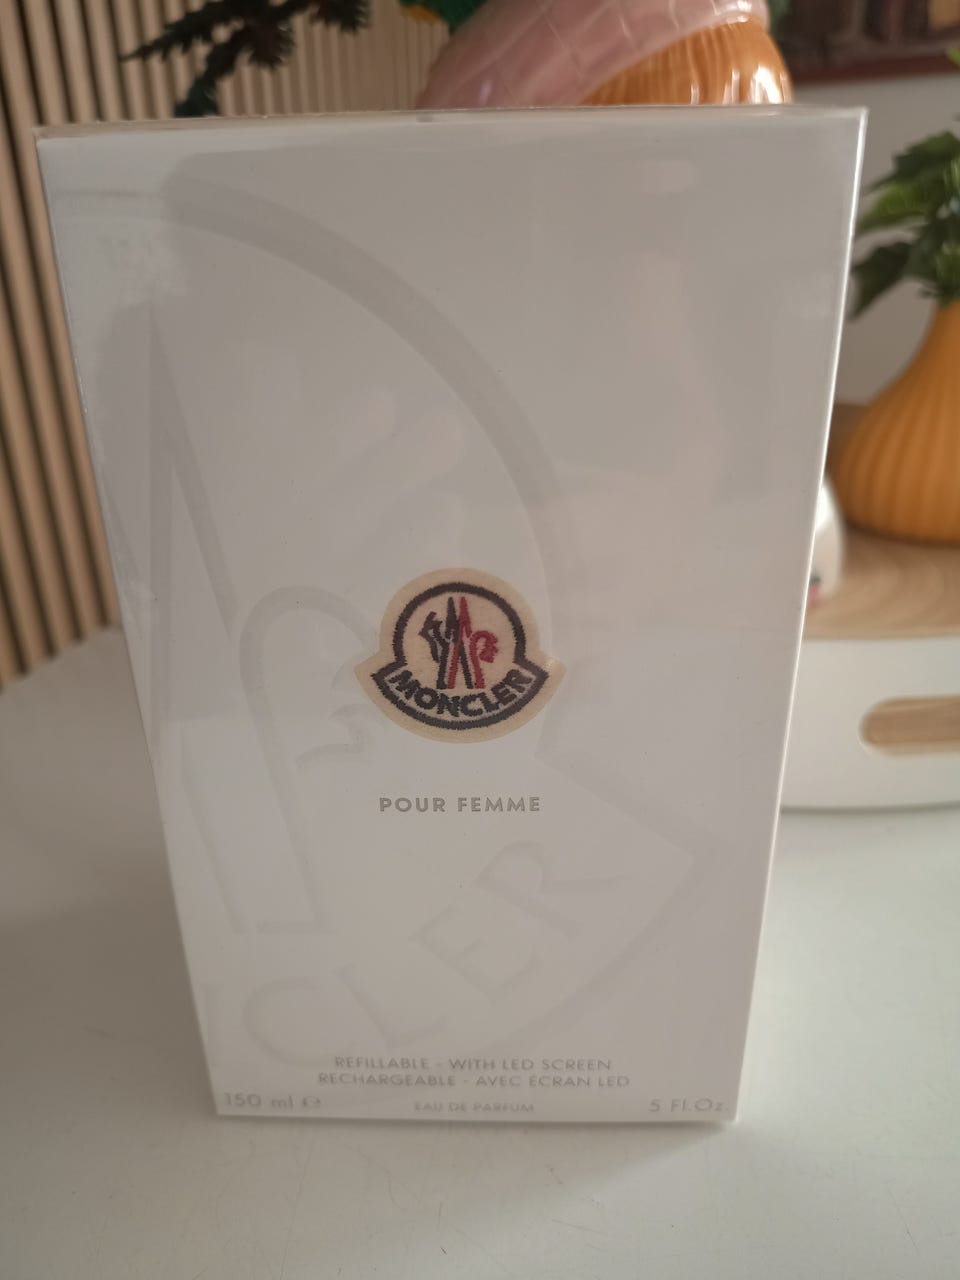 MONCLER
POUR FEMME
CLER
REFILLABLE - WITH LED SCREEN
RECHARGEABLE - AVEC ÉCRAN LED
150 ml ℮
EAU DE PARFUM
5 Fl.Oz.